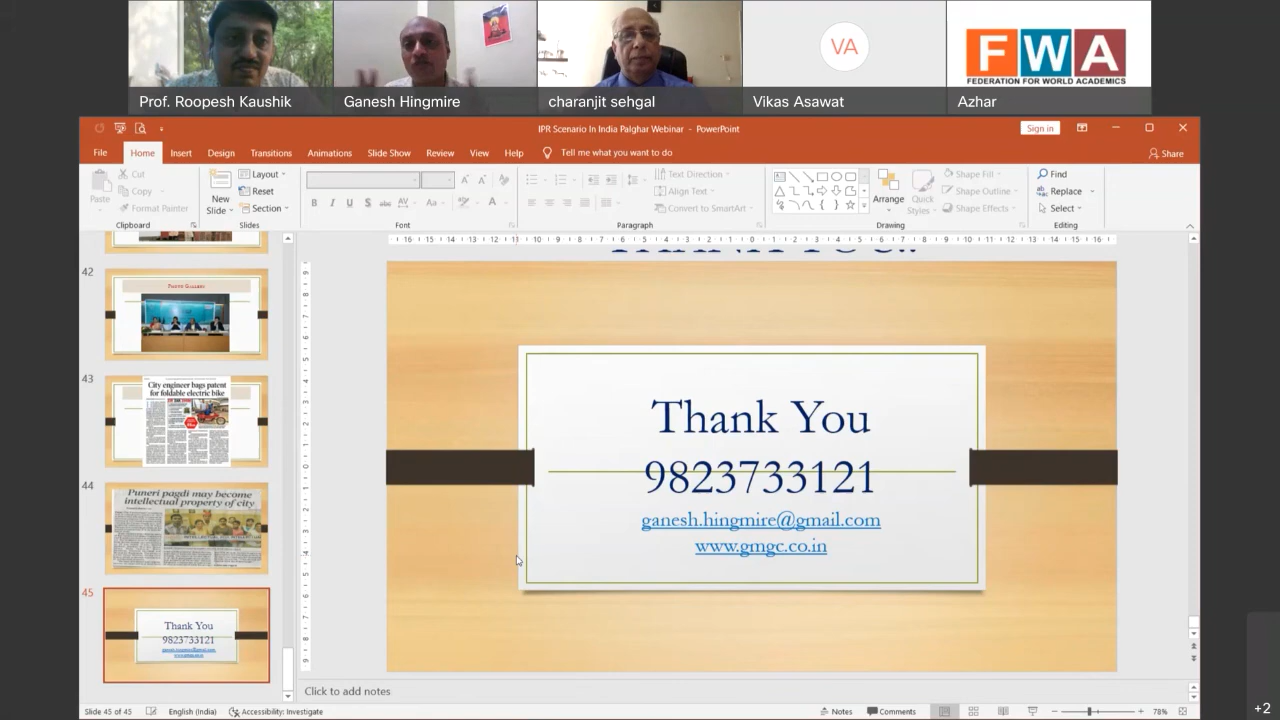 VA
FWA
FEDERATION FOR WORLD ACADEMICS
Prof. Roopesh Kaushik
Ganesh Hingmire
charanjit sehgal
Vikas Asawat
Azhar
IPR Scenario In India Palghar Webinar - PowerPoint
Sign in
File
Home
Insert
Design
Transitions
Animations
Slide Show
Review
View
Help
Tell me what you want to do
Share
Paste
Cut
Copy
Format Painter
Clipboard
New Slide
Layout
Reset
Section
Slides
Font
Text Direction
Align Text
Convert to SmartArt
Paragraph
Arrange
Quick Styles
Shape Fill
Shape Outline
Shape Effects
Drawing
Find
Replace
Select
Editing
42
Photo Gallery
43
City engineer bags patent
for foldable electric bike
44
Puneri pagdi may become
intellectual property of city
45
Thank You
9823733121
Thank You
9823733121
ganesh.hingmire@gmail.com
www.gmgc.co.in
Click to add notes
Slide 45 of 45
English (India)
Accessibility: Investigate
Notes
Comments
78%
+2